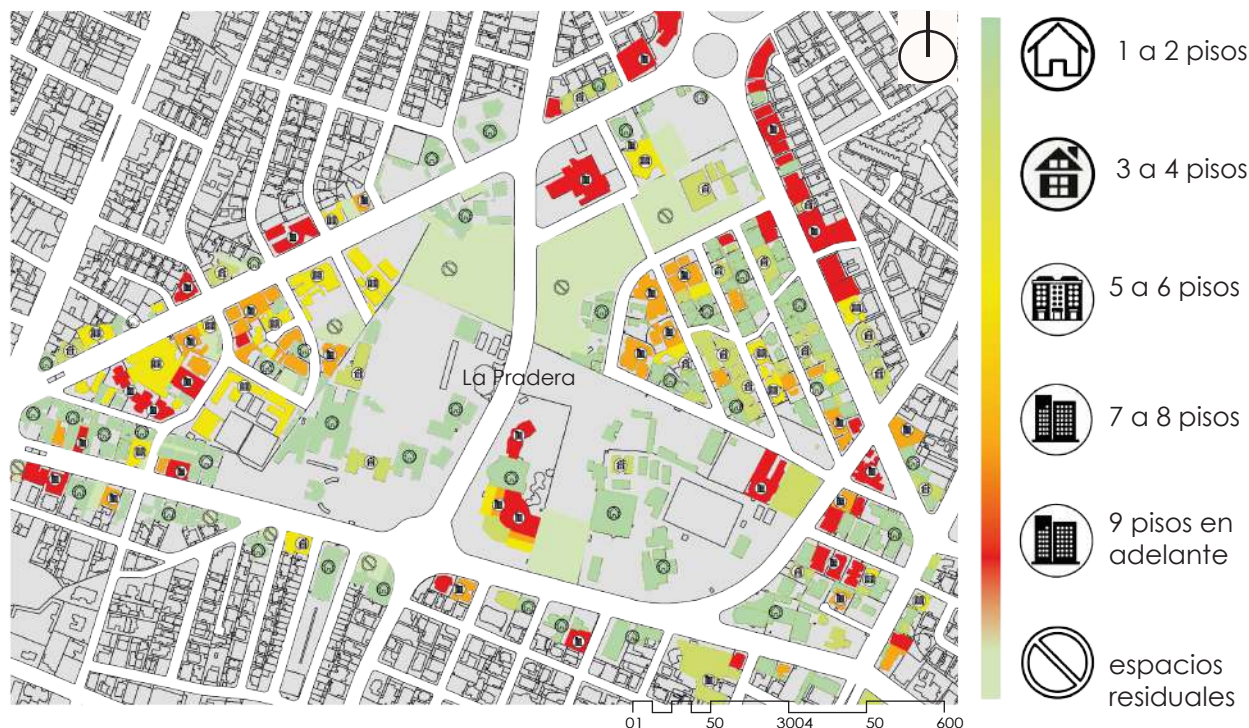 1 a 2 pisos
3 a 4 pisos
La Pradera
5 a 6 pisos
7 a 8 pisos
9 pisos en
adelante
espacios
residuales
01 50 3004 50 600